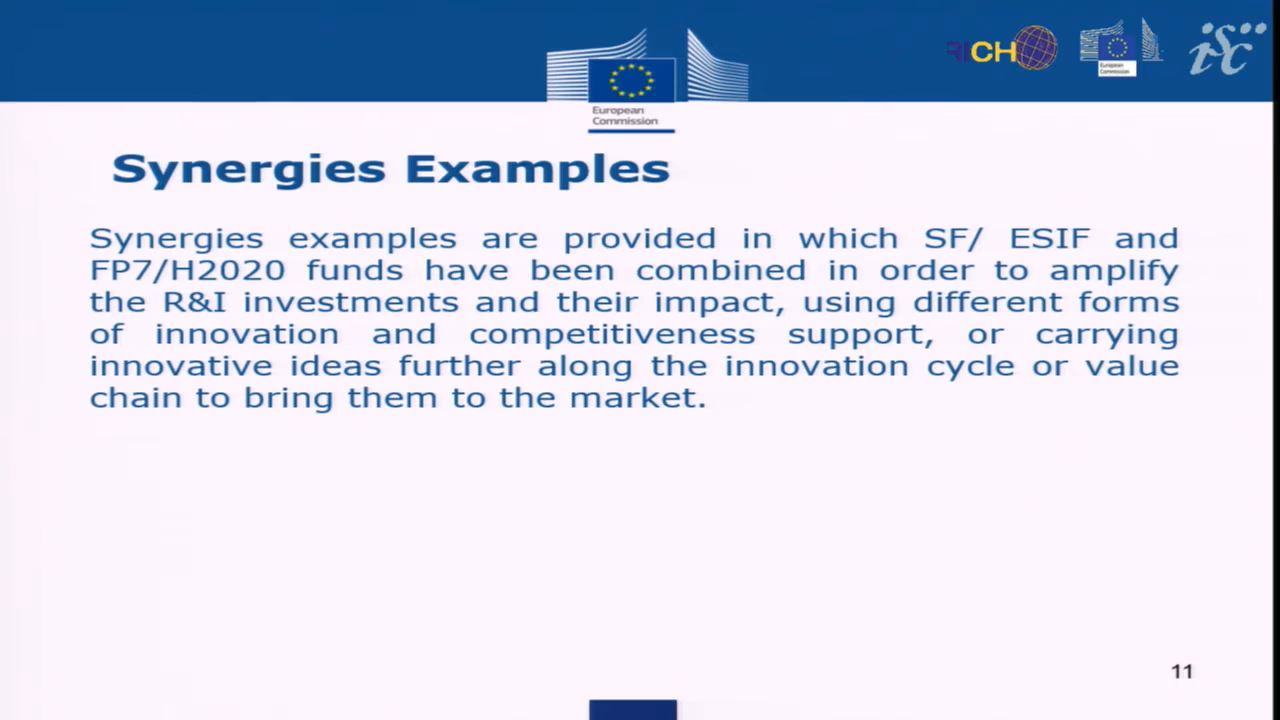 RICH
European
Commission
European
Commission
isc
Synergies Examples
Synergies examples are provided in which SF/ ESIF and
FP7/H2020 funds have been combined in order to amplify
the R&I investments and their impact, using different forms
of innovation and competitiveness support, or carrying
innovative ideas further along the innovation cycle or value
chain to bring them to the market.
11